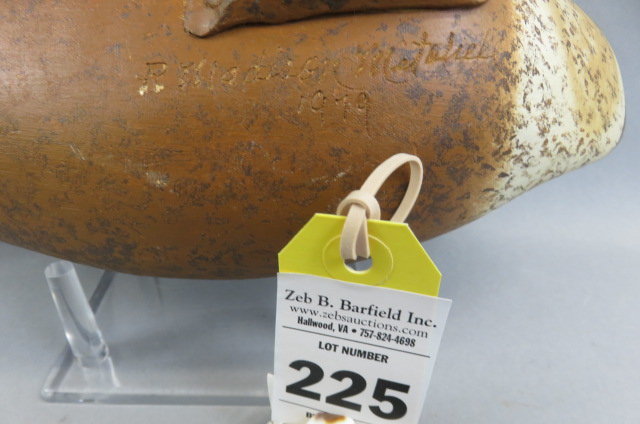 1979
Zeb B. Barfield Inc.
www.zebsauctions.com
Hallwood, VA • 757-824-4698
LOT NUMBER
225